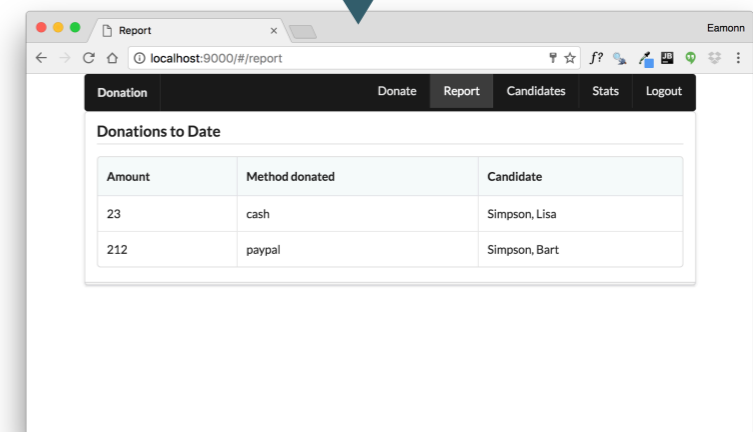 Report
Eamonn
localhost:9000/#/report
f?
JB
Donation Donate Report Candidates Stats Logout
Donations to Date
Amount Method donated Candidate
23 cash Simpson, Lisa
212 paypal Simpson, Bart